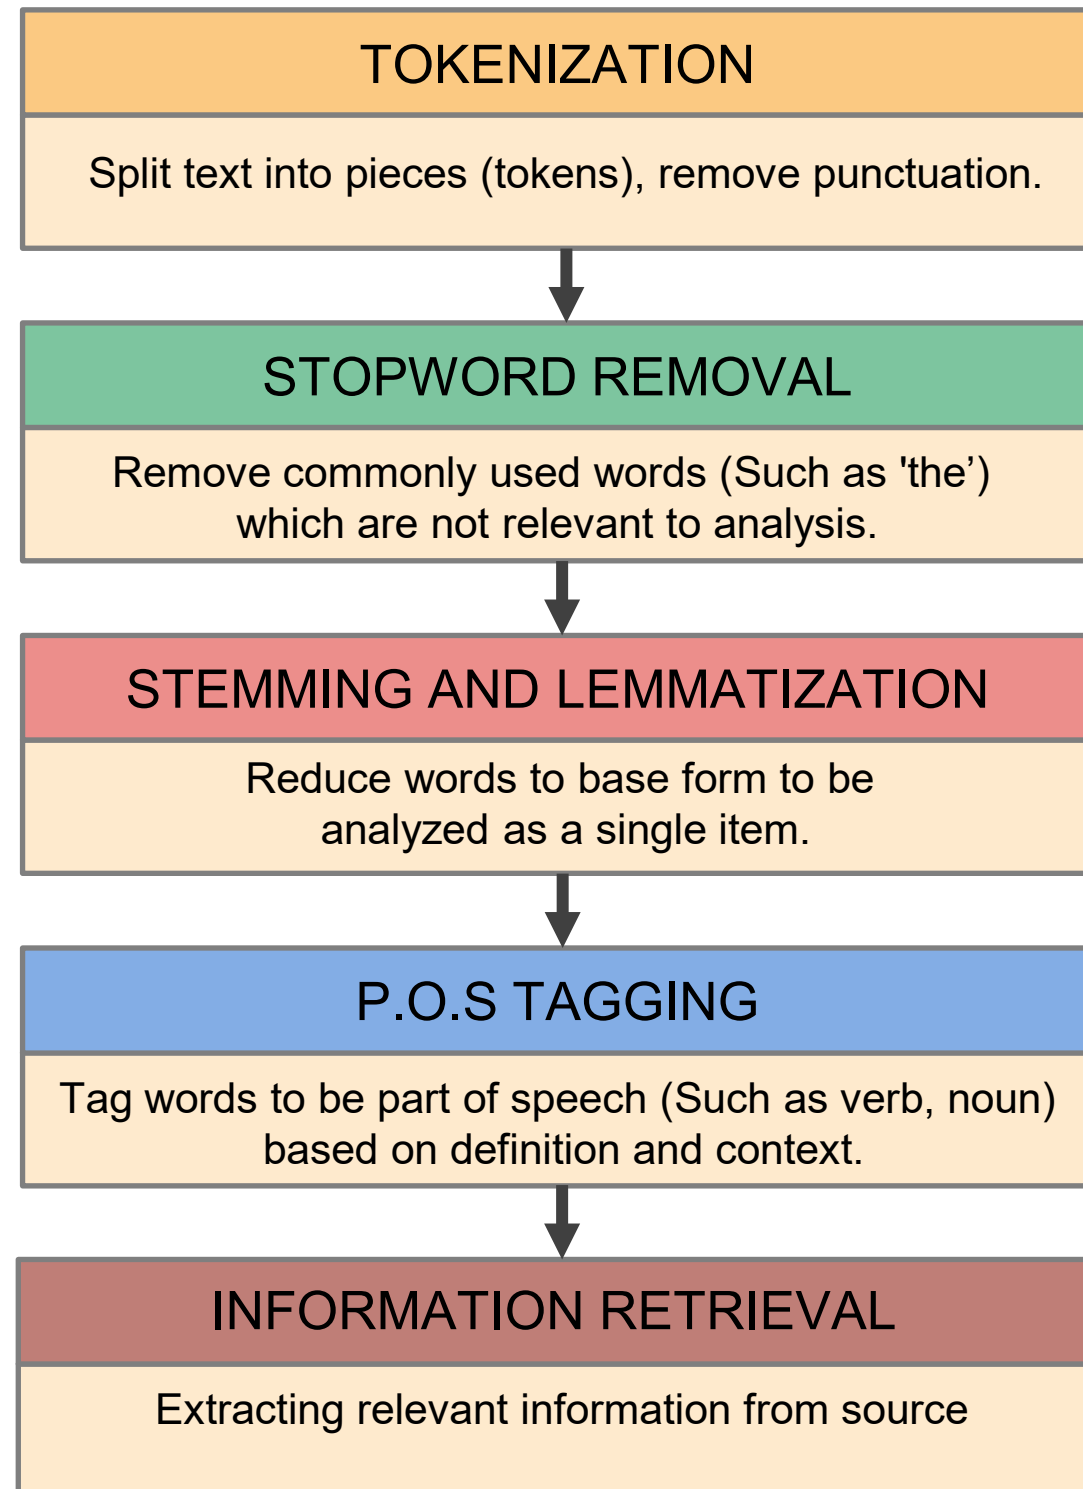 TOKENIZATION
Split text into pieces (tokens), remove punctuation.
STOPWORD REMOVAL
Remove commonly used words (Such as 'the’)
which are not relevant to analysis.
STEMMING AND LEMMATIZATION
Reduce words to base form to be
analyzed as a single item.
P.O.S TAGGING
Tag words to be part of speech (Such as verb, noun)
based on definition and context.
INFORMATION RETRIEVAL
Extracting relevant information from source